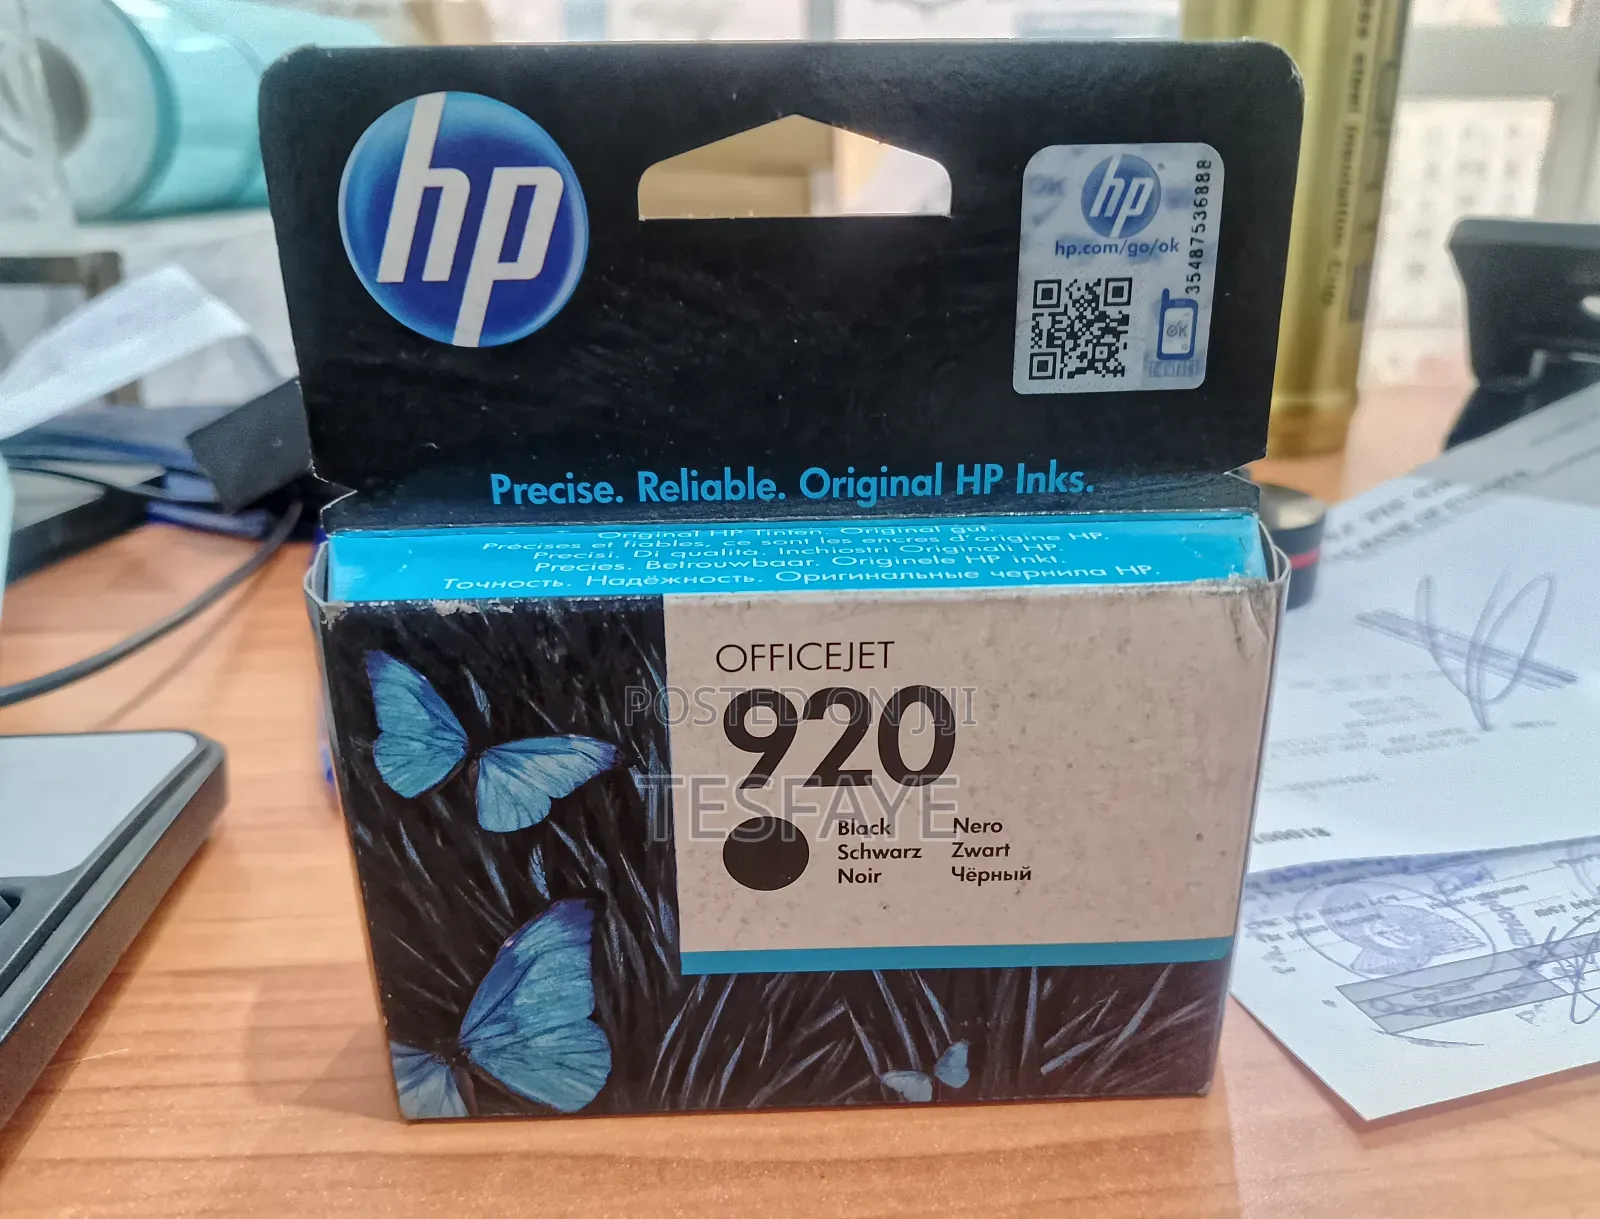 hp
OK
hp
hp.com/go/ok
35487536888
OK
Precise. Reliable. Original HP Inks.
Original HP Tinten. Original gut.
Précises et fiables, ce sont les encres d'origine HP.
Precisi. Di qualità. Inchiostri Originali HP.
Precies. Betrouwbaar. Originele HP inkt.
Точность. Надёжность. Оригинальные чернила HP.
OFFICEJET
920
POSTED ON JIJI
TESFAYE
Black Nero
Schwarz Zwart
Noir Чёрный